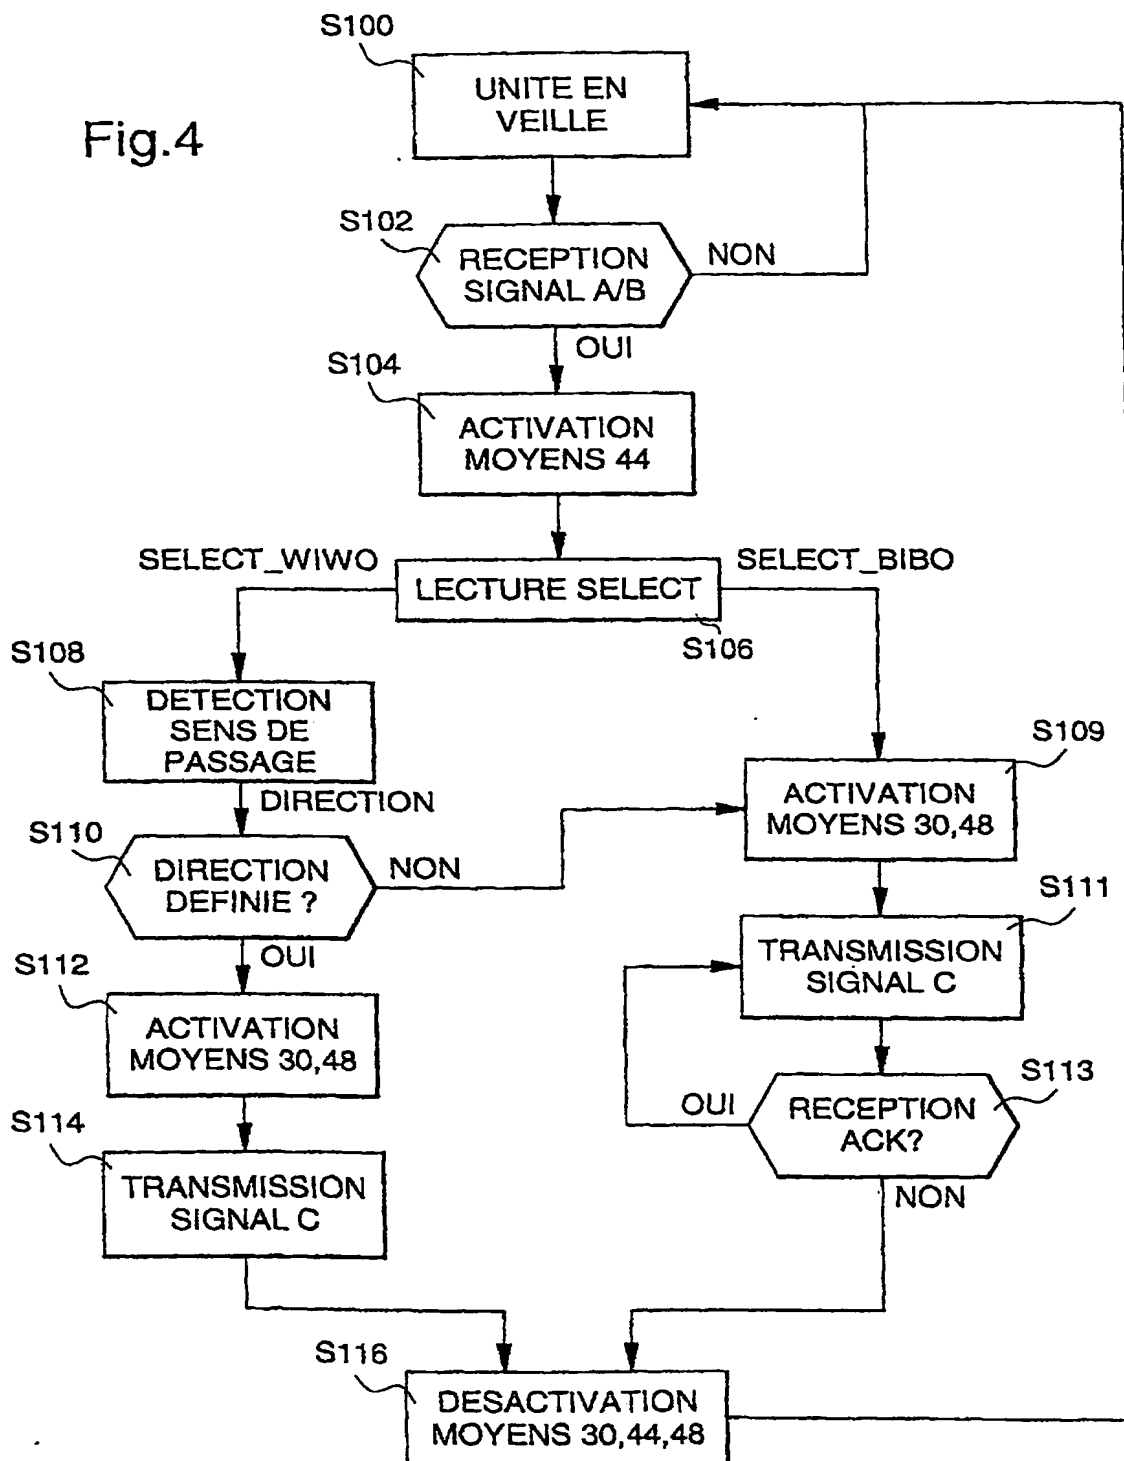 S100
UNITE EN
VEILLE
Fig.4
S102
RECEPTION
SIGNAL A/B
NON
OUI
S104
ACTIVATION
MOYENS 44
SELECT_WIWO
SELECT_BIBO
LECTURE SELECT
S106
S108
DETECTION
SENS DE
PASSAGE
DIRECTION
S109
ACTIVATION
MOYENS 30,48
S110
DIRECTION
DEFINIE ?
NON
OUI
S111
TRANSMISSION
SIGNAL C
S112
ACTIVATION
MOYENS 30,48
S113
RECEPTION
ACK?
OUI
NON
S114
TRANSMISSION
SIGNAL C
S116
DESACTIVATION
MOYENS 30,44,48